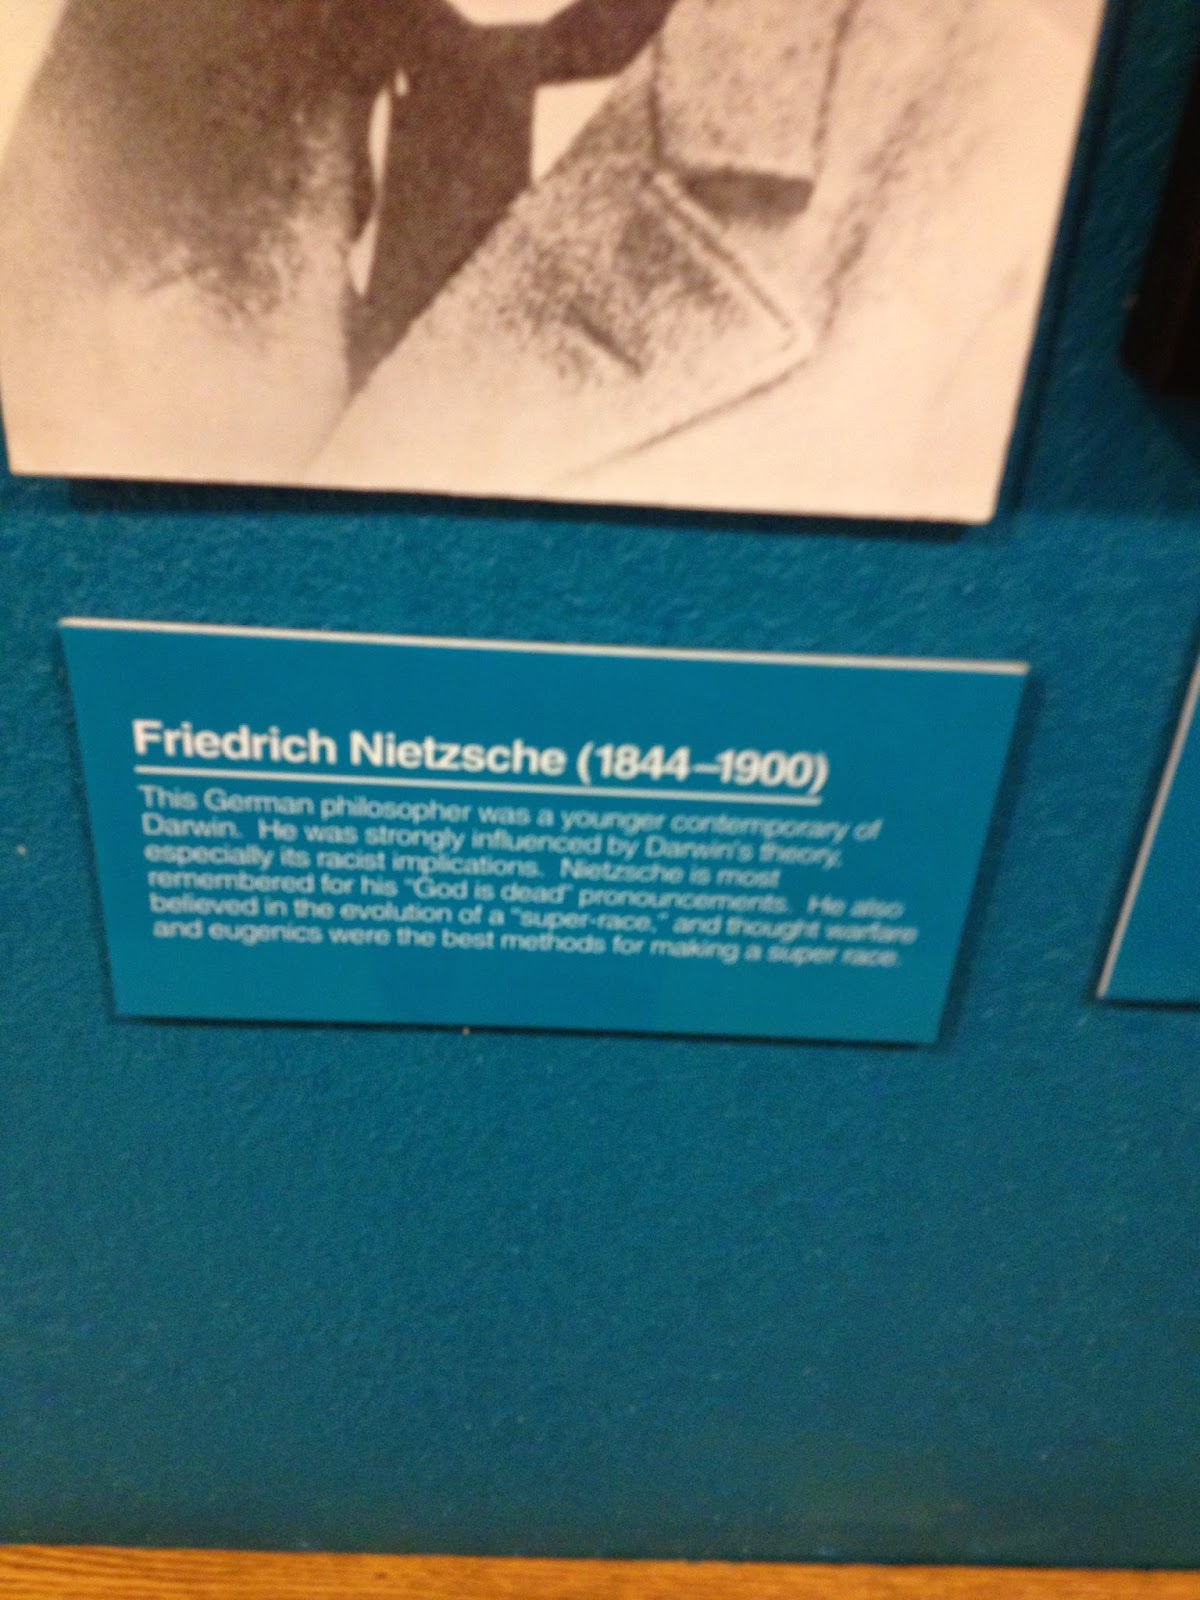 Friedrich Nietzsche (1844–1900)
This German philosopher was a younger contemporary of
Darwin. He was strongly influenced by Darwin's theory,
especially its racist implications. Nietzsche is most
remembered for his "God is dead" pronouncements. He also
believed in the evolution of a "super-race," and thought warfare
and eugenics were the best methods for making a super race.